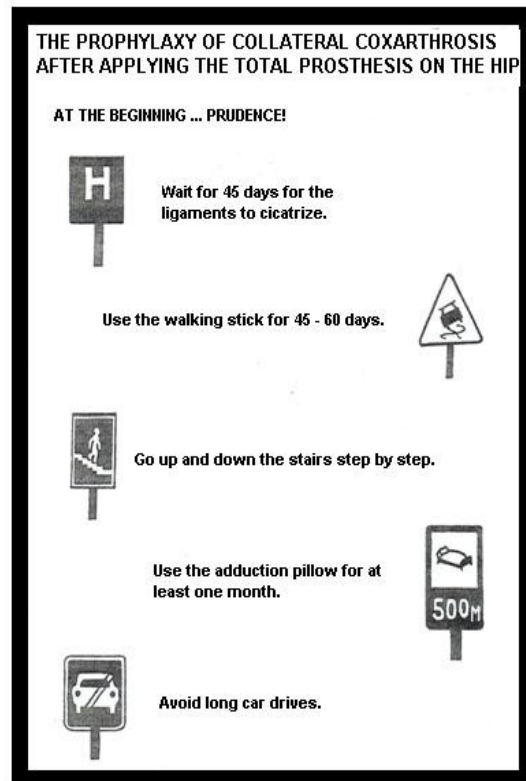 THE PROPHYLAXY OF COLLATERAL COXARTHROSIS
AFTER APPLYING THE TOTAL PROSTHESIS ON THE HIP
AT THE BEGINNING ... PRUDENCE!
H
Wait for 45 days for the
ligaments to cicatrize.
Use the walking stick for 45 - 60 days.
Go up and down the stairs step by step.
Use the adduction pillow for at
least one month.
500M
Avoid long car drives.